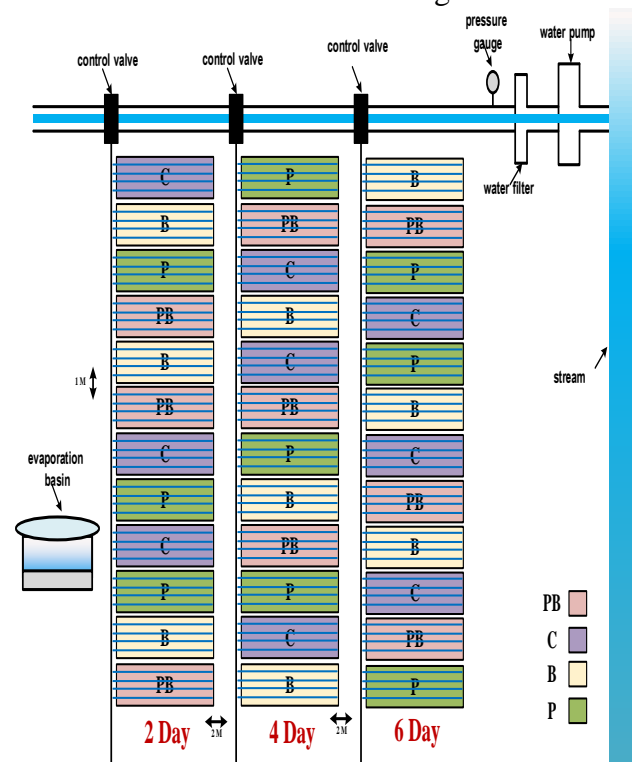 pressure
gauge
water pump
control valve
control valve
control valve
water filter
C P B
B PB PB
P C P
PB B C
B C P
PB PB B
C P C
P B PB
C PB B
P P C
B C PB
PB B P
1M
evaporation
basin
stream
PB
C
B
P
2 Day
2M
4 Day
2M
6 Day